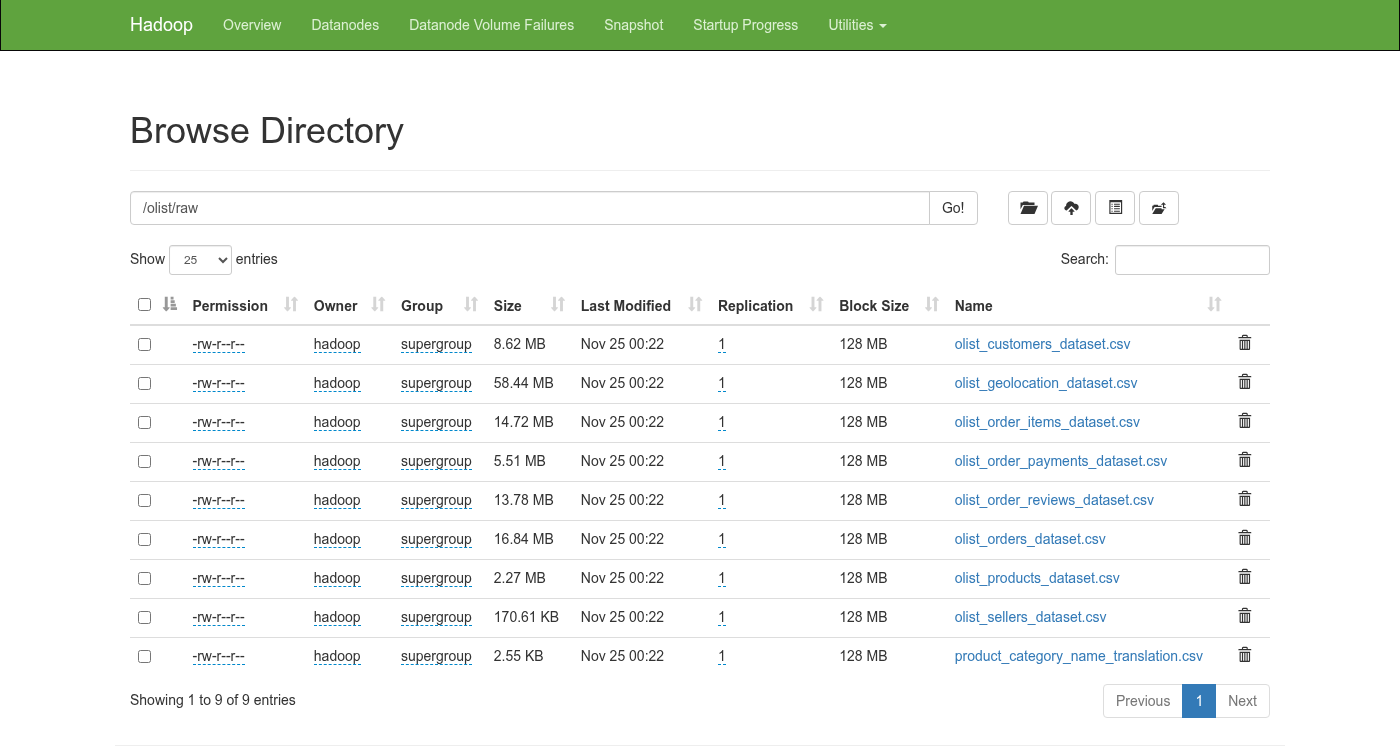 Hadoop Overview Datanodes Datanode Volume Failures Snapshot Startup Progress Utilities
Browse Directory
/olist/raw Go!
Show 25 entries Search:
Permission Owner Group Size Last Modified Replication Block Size Name
-rw-r--r-- hadoop supergroup 8.62 MB Nov 25 00:22 1 128 MB olist_customers_dataset.csv
-rw-r--r-- hadoop supergroup 58.44 MB Nov 25 00:22 1 128 MB olist_geolocation_dataset.csv
-rw-r--r-- hadoop supergroup 14.72 MB Nov 25 00:22 1 128 MB olist_order_items_dataset.csv
-rw-r--r-- hadoop supergroup 5.51 MB Nov 25 00:22 1 128 MB olist_order_payments_dataset.csv
-rw-r--r-- hadoop supergroup 13.78 MB Nov 25 00:22 1 128 MB olist_order_reviews_dataset.csv
-rw-r--r-- hadoop supergroup 16.84 MB Nov 25 00:22 1 128 MB olist_orders_dataset.csv
-rw-r--r-- hadoop supergroup 2.27 MB Nov 25 00:22 1 128 MB olist_products_dataset.csv
-rw-r--r-- hadoop supergroup 170.61 KB Nov 25 00:22 1 128 MB olist_sellers_dataset.csv
-rw-r--r-- hadoop supergroup 2.55 KB Nov 25 00:22 1 128 MB product_category_name_translation.csv
Showing 1 to 9 of 9 entries Previous 1 Next